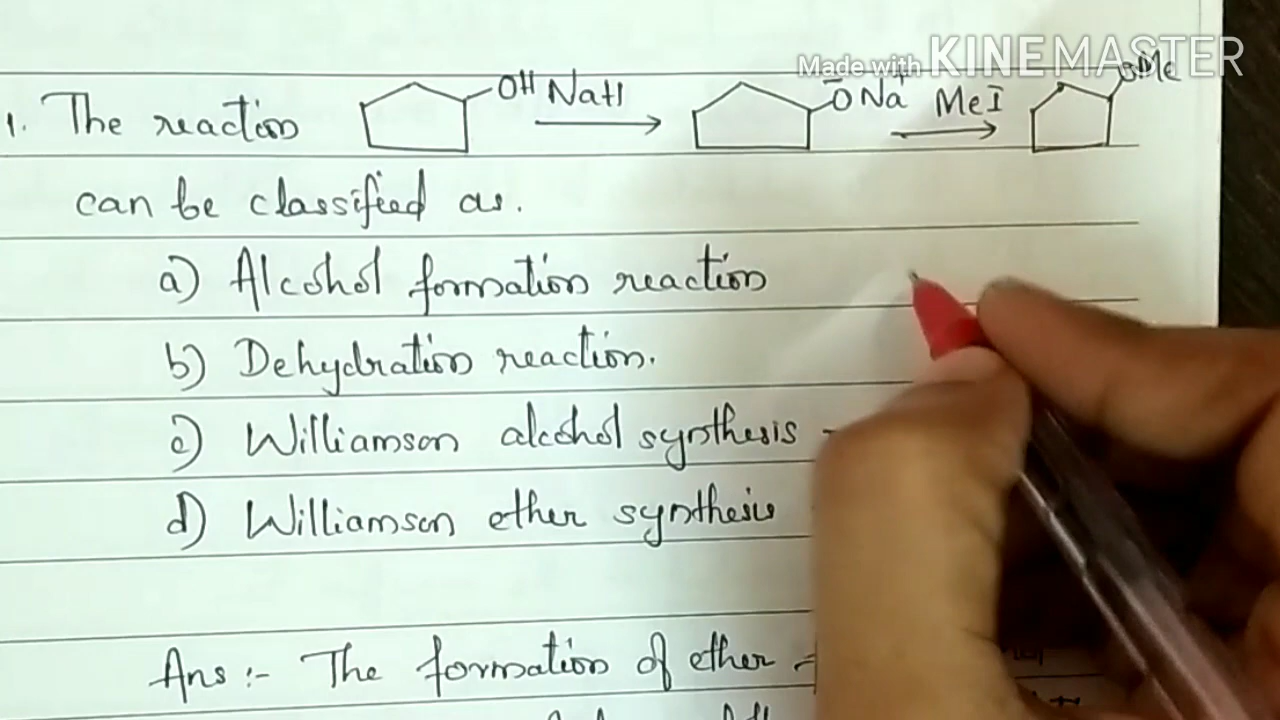 Made with KINEMASTER
1. The reaction OH NaH ŌNa⁺ MeI OMe
can be classified as.
a) Alcohol formation reaction
b) Dehydration reaction.
c) Williamson alcohol synthesis -
d) Williamson ether synthesis
Ans :- The formation of ether